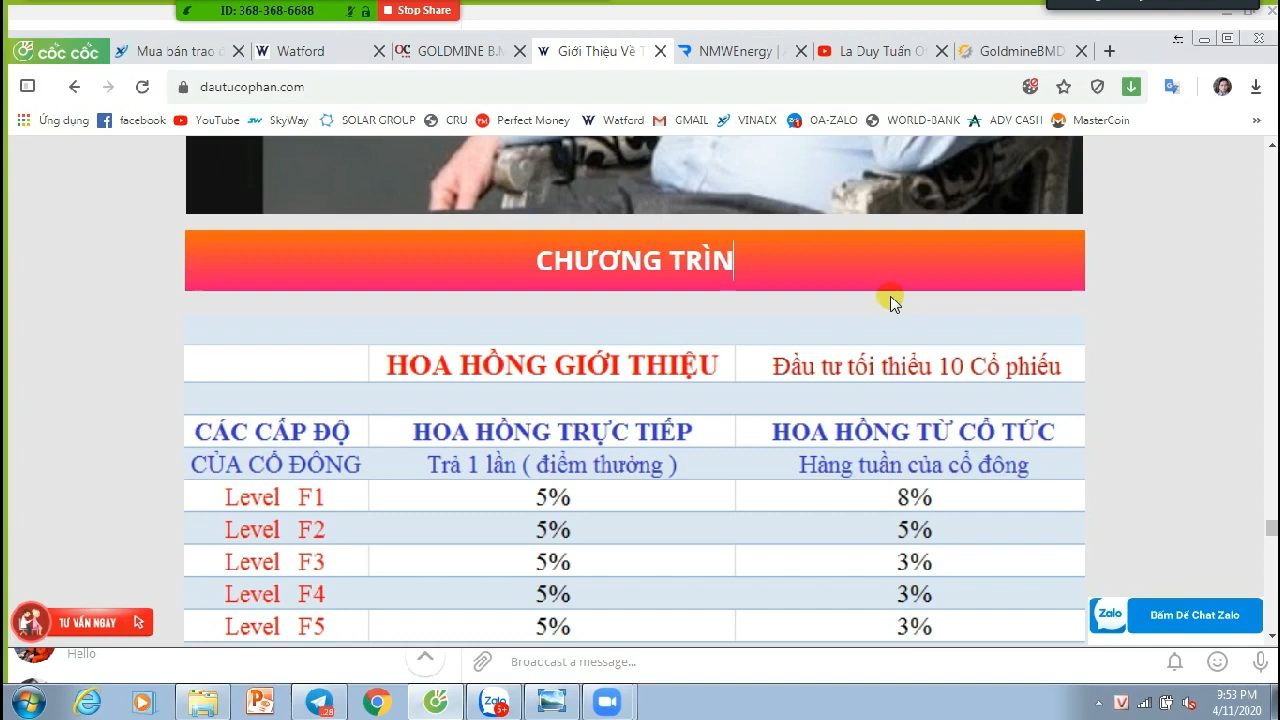 ID: 368-368-6688
Stop Share
cốc cốc
Mua bán trao đ
Watford
GOLDMINE B.M
Giới Thiệu Về T
NMWEnergy |
La Duy Tuấn O
GoldmineBMD
dautucophan.com
Ứng dụng
facebook
YouTube
SkyWay
SOLAR GROUP
CRU
Perfect Money
Watford
GMAIL
VINADX
OA-ZALO
WORLD-BANK
ADV CASH
MasterCoin
CHƯƠNG TRÌN
HOA HỒNG GIỚI THIỆU Đầu tư tối thiểu 10 Cổ phiếu
CÁC CẤP ĐỘ HOA HỒNG TRỰC TIẾP HOA HỒNG TỪ CỔ TỨC
CỦA CỔ ĐÔNG Trả 1 lần ( điểm thưởng ) Hàng tuần của cổ đông
Level F1 5% 8%
Level F2 5% 5%
Level F3 5% 3%
Level F4 5% 3%
Level F5 5% 3%
TƯ VẤN NGAY
Zalo
Bấm Để Chat Zalo
Hello
Broadcast a message...
28
Zalo
5+
V
9:53 PM
4/11/2020